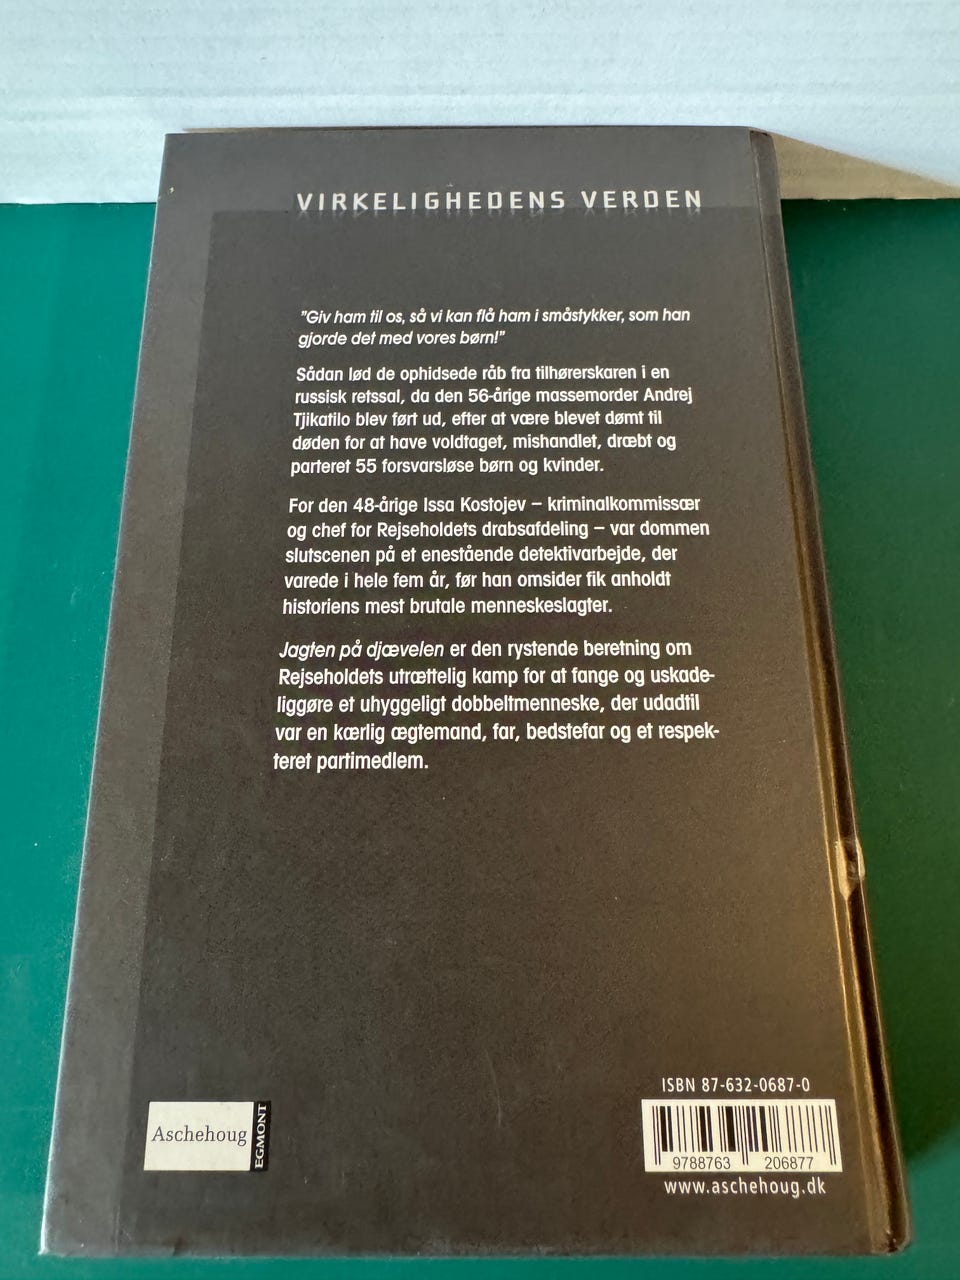 VIRKELIGHEDENS VERDEN
"Giv ham til os, så vi kan flå ham i småstykker, som han
gjorde det med vores børn!"
Sådan lød de ophidsede råb fra tilhørerskaren i en
russisk retssal, da den 56-årige massemorder Andrej
Tjikatilo blev ført ud, efter at være blevet dømt til
døden for at have voldtaget, mishandlet, dræbt og
parteret 55 forsvarsløse børn og kvinder.
For den 48-årige Issa Kostojev – kriminalkommissær
og chef for Rejseholdets drabsafdeling – var dommen
slutscenen på et enestående detektivarbejde, der
varede i hele fem år, før han omsider fik anholdt
historiens mest brutale menneskeslagter.
Jagten på djævelen er den rystende beretning om
Rejseholdets utrættelig kamp for at fange og uskade-
liggøre et uhyggeligt dobbeltmenneske, der udadtil
var en kærlig ægtemand, far, bedstefar og et respek-
teret partimedlem.
ISBN 87-632-0687-0
9788763 206877
www.aschehoug.dk
Aschehoug
EGMONT